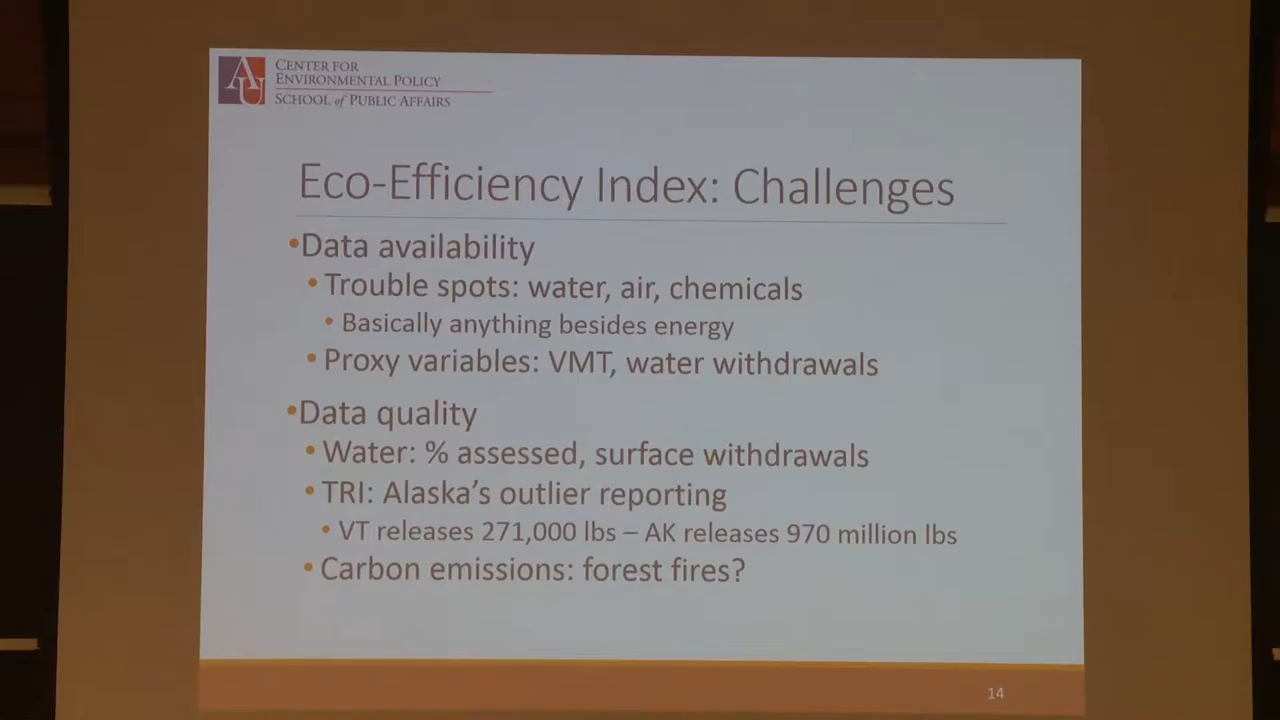 AU
CENTER FOR
ENVIRONMENTAL POLICY
SCHOOL of PUBLIC AFFAIRS
Eco-Efficiency Index: Challenges
•Data availability
• Trouble spots: water, air, chemicals
• Basically anything besides energy
• Proxy variables: VMT, water withdrawals
•Data quality
• Water: % assessed, surface withdrawals
• TRI: Alaska's outlier reporting
• VT releases 271,000 lbs – AK releases 970 million lbs
• Carbon emissions: forest fires?
14